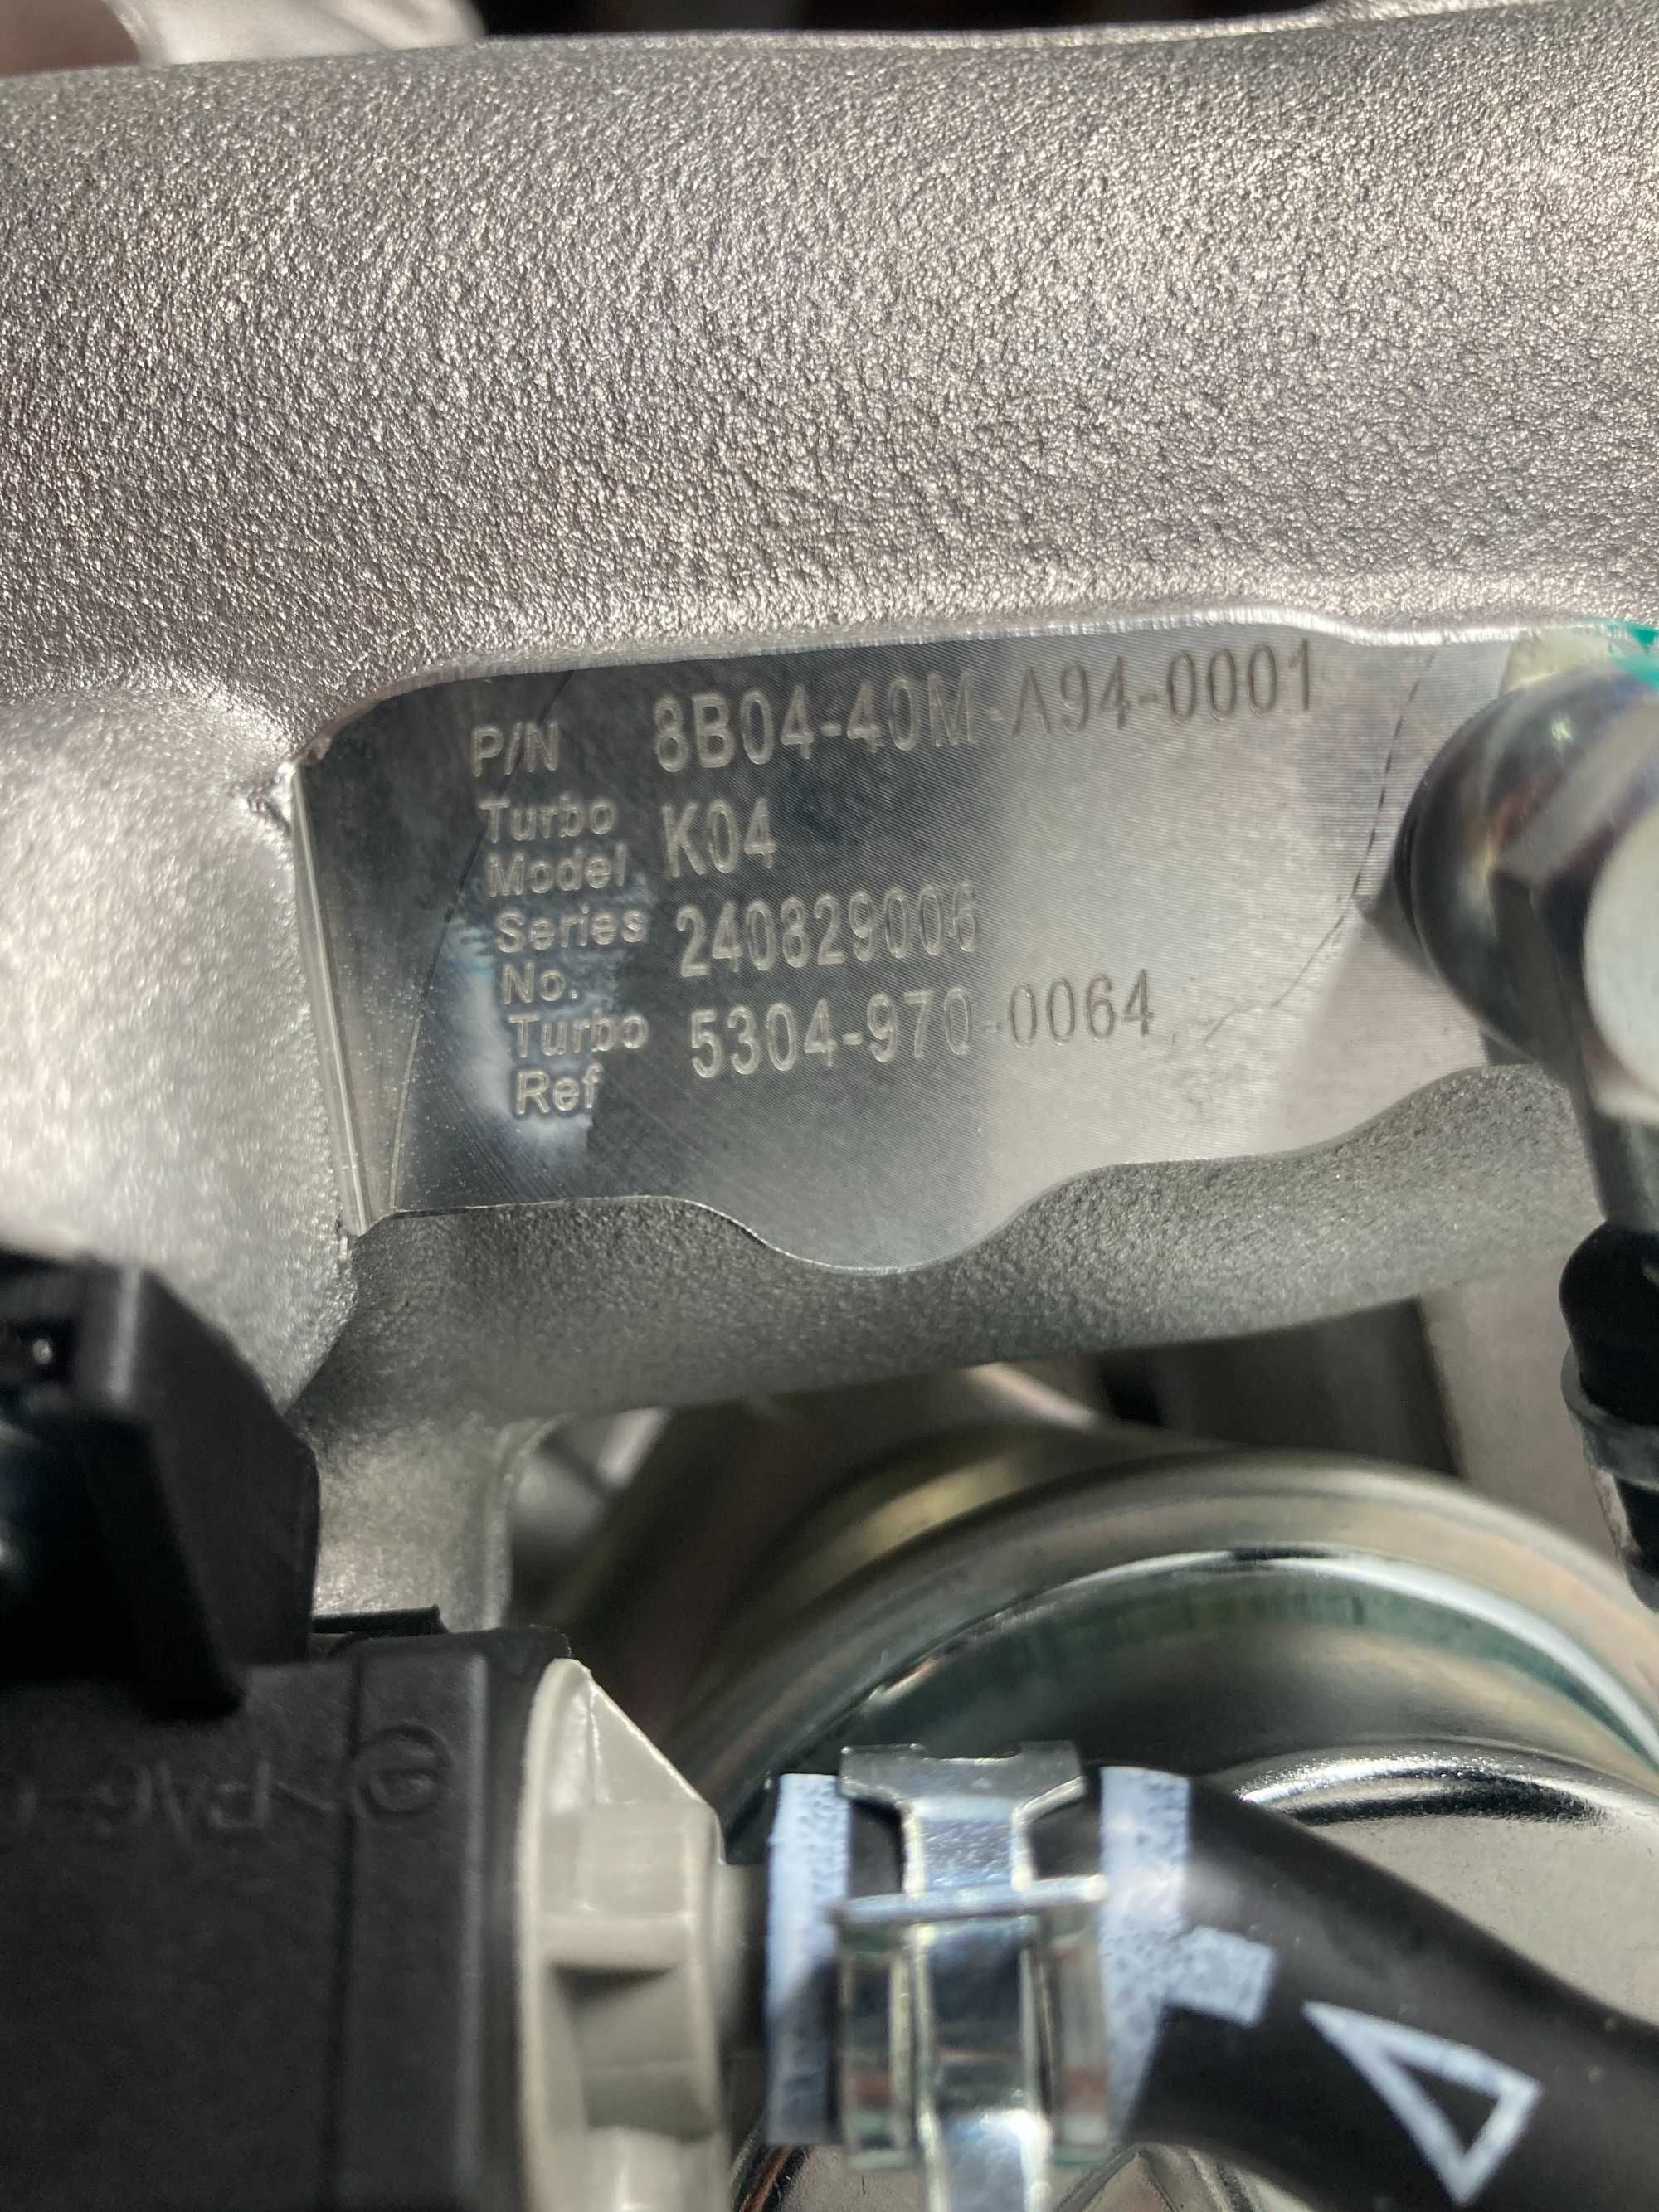 P/N 8B04-40M-A94-0001
Turbo Model K04
Series No. 240829006
Turbo Ref 5304-970-0064